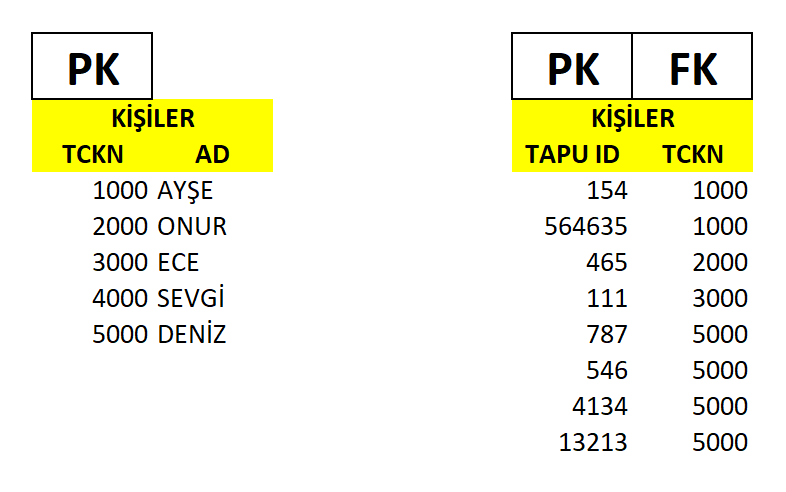 PK
KİŞİLER
TCKN AD
1000 AYŞE
2000 ONUR
3000 ECE
4000 SEVGİ
5000 DENİZ
PK FK
KİŞİLER
TAPU ID TCKN
154 1000
564635 1000
465 2000
111 3000
787 5000
546 5000
4134 5000
13213 5000